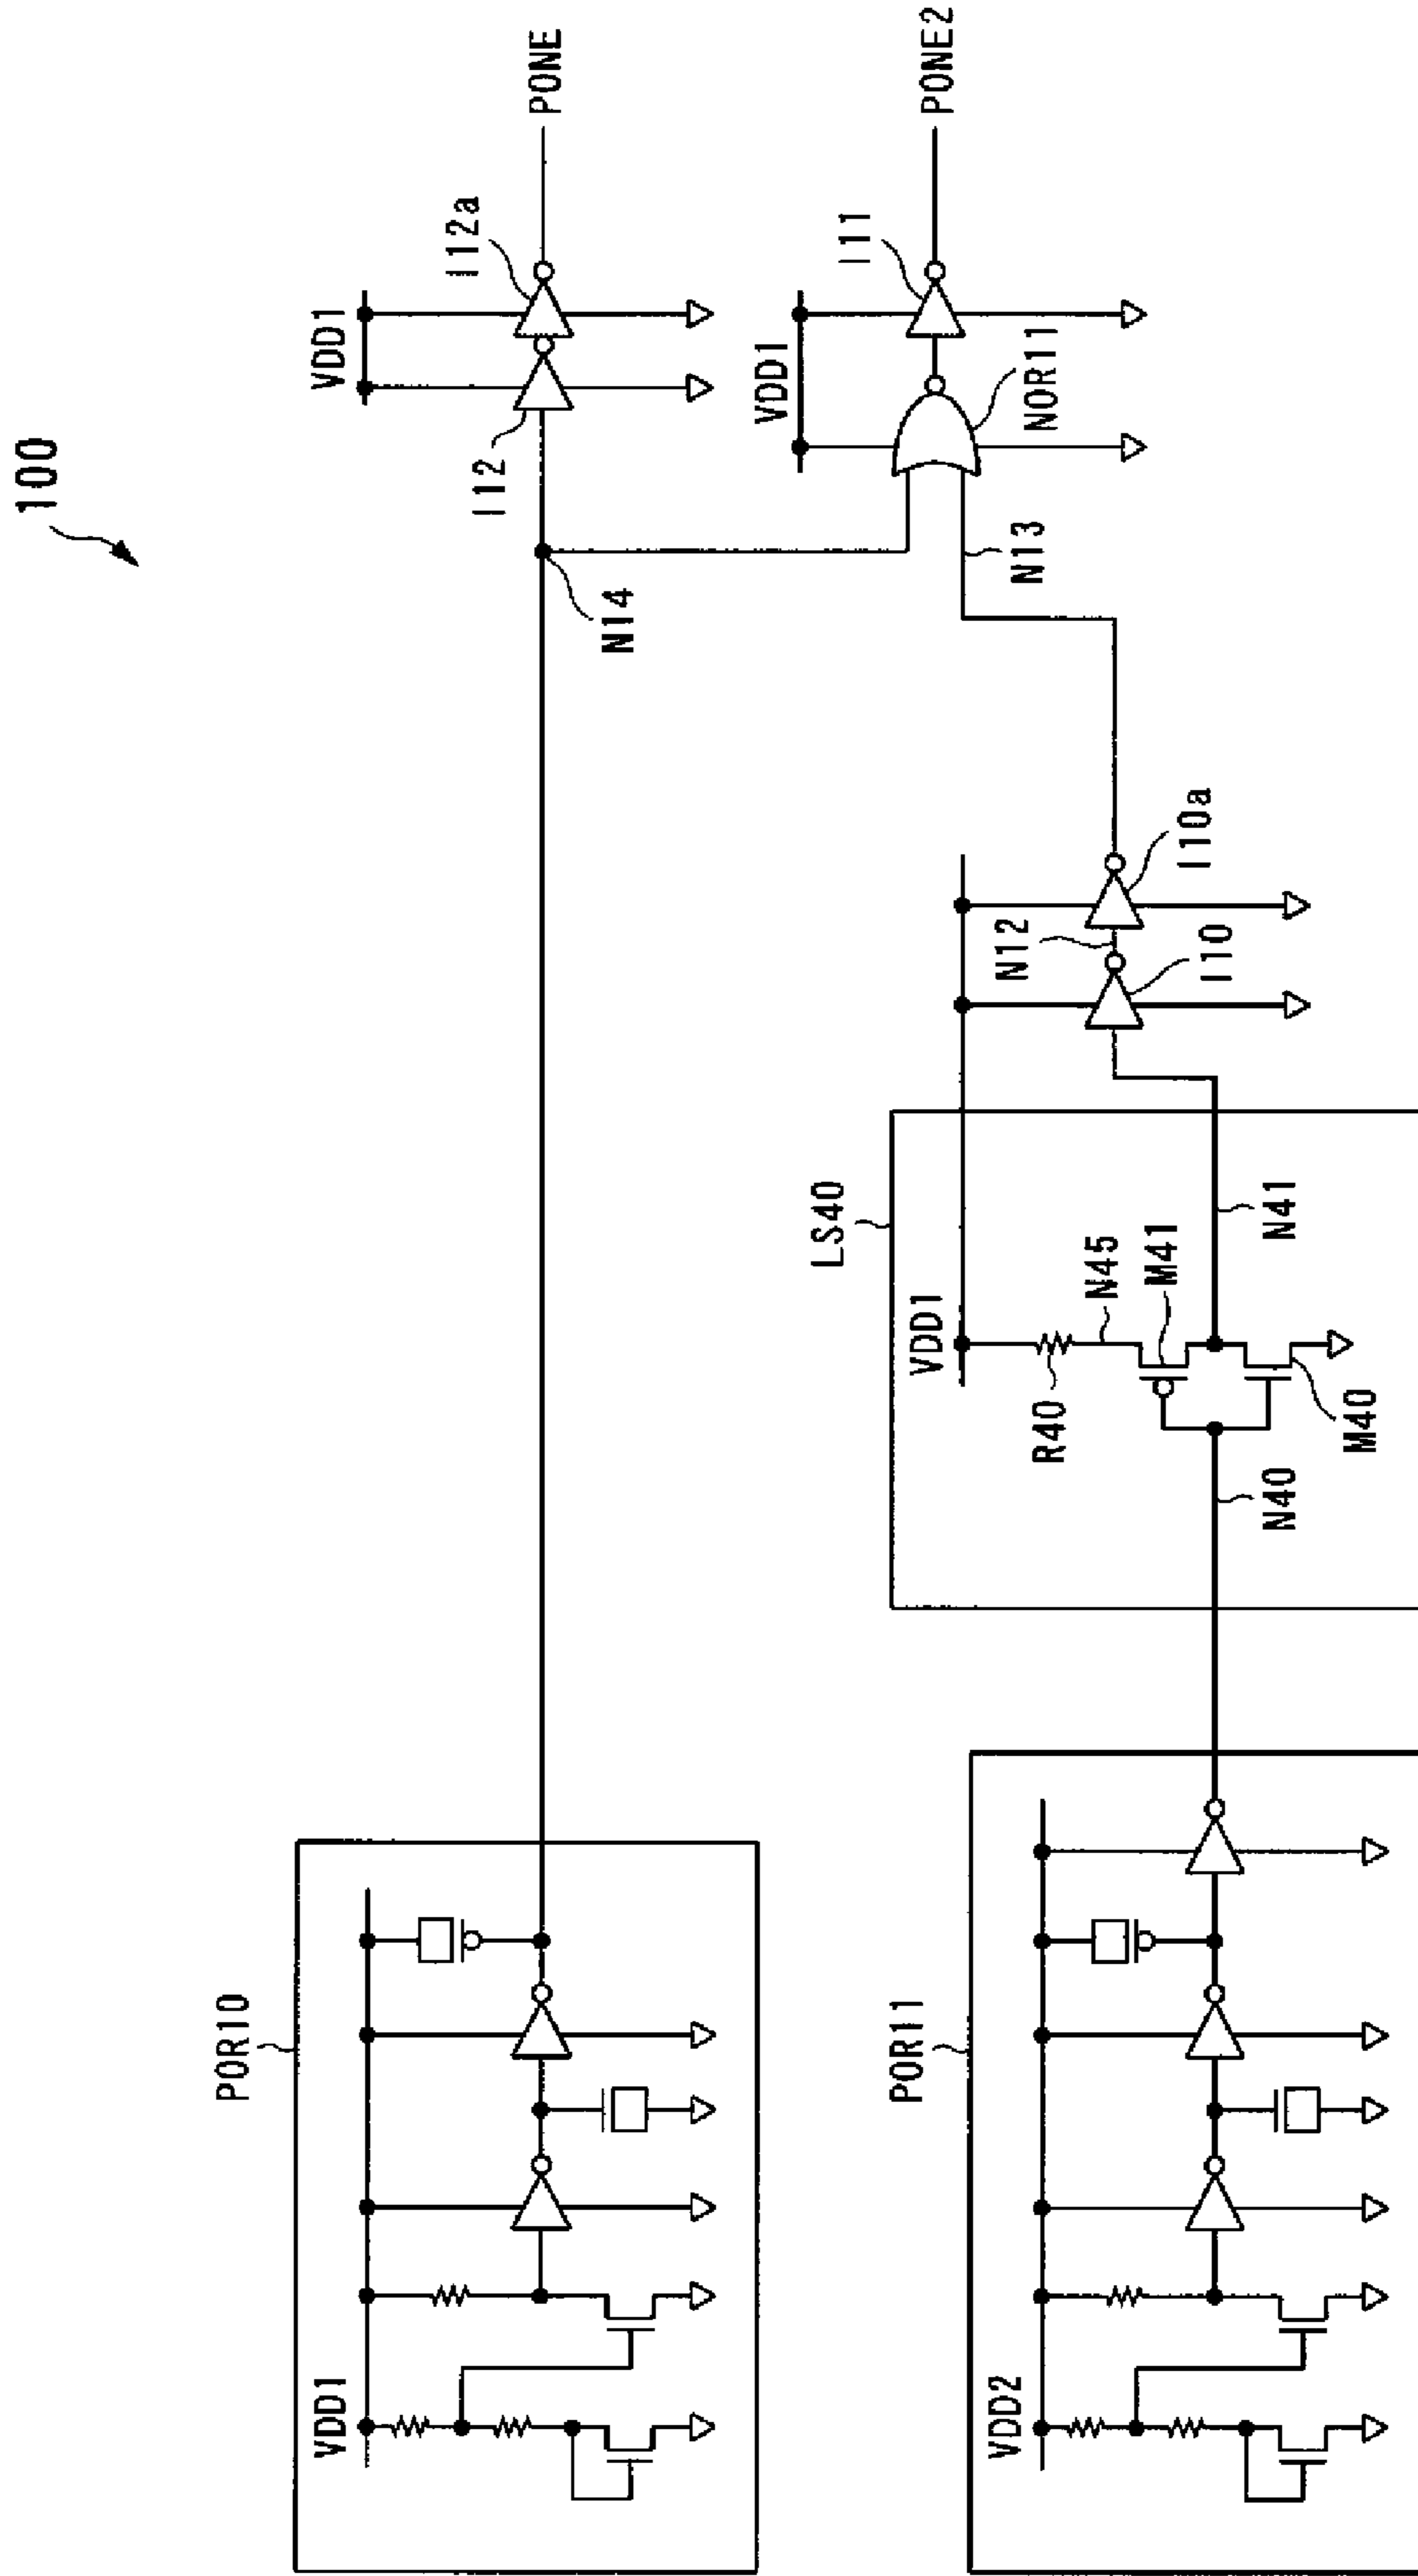 100
POR10
VDD1
N14
VDD1
I12
I12a
PONE
VDD1
NOR11
I11
PONE2
N13
POR11
VDD2
LS40
VDD1
R40
N45
M41
N40
M40
N41
N12
I10
I10a